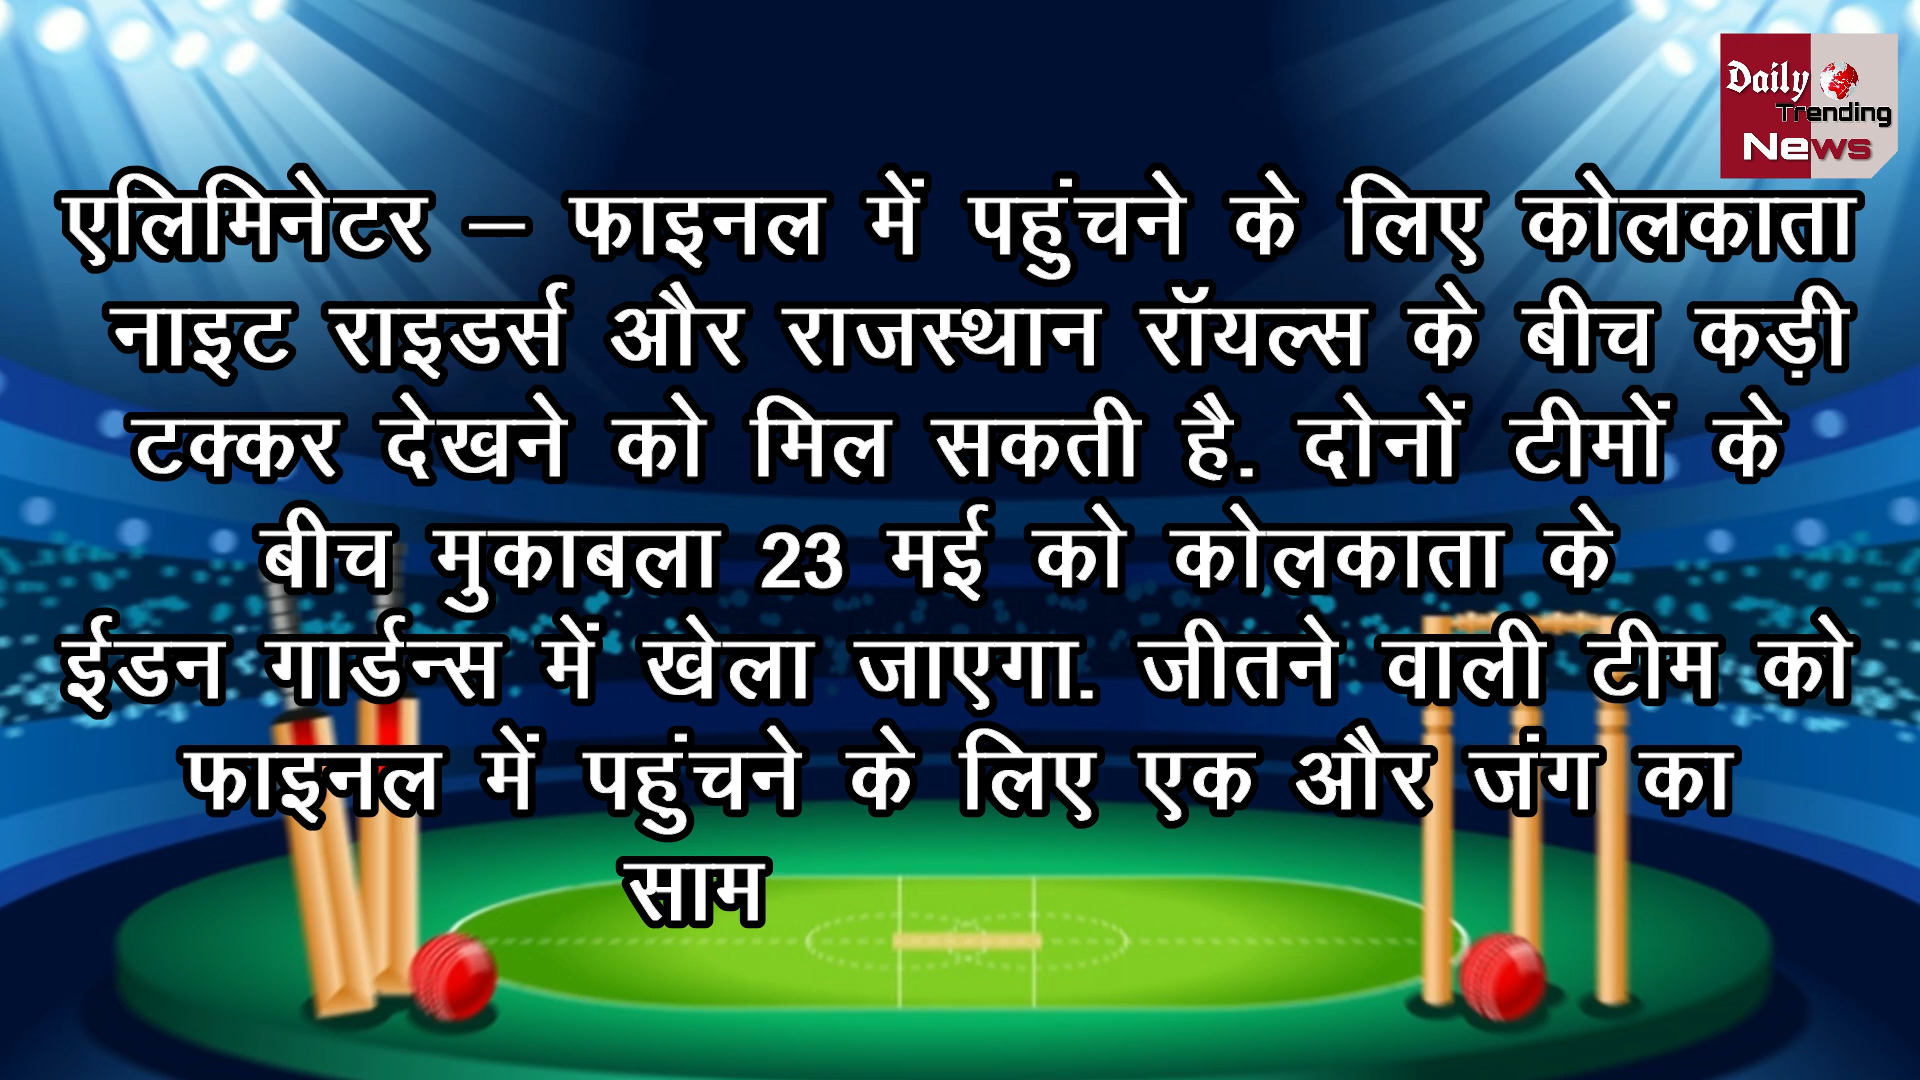 Daily
Trending
News
एलिमिनेटर – फाइनल में पहुंचने के लिए कोलकाता
नाइट राइडर्स और राजस्थान रॉयल्स के बीच कड़ी
टक्कर देखने को मिल सकती है. दोनों टीमों के
बीच मुकाबला 23 मई को कोलकाता के
ईडन गार्डन्स में खेला जाएगा. जीतने वाली टीम को
फाइनल में पहुंचने के लिए एक और जंग का
साम